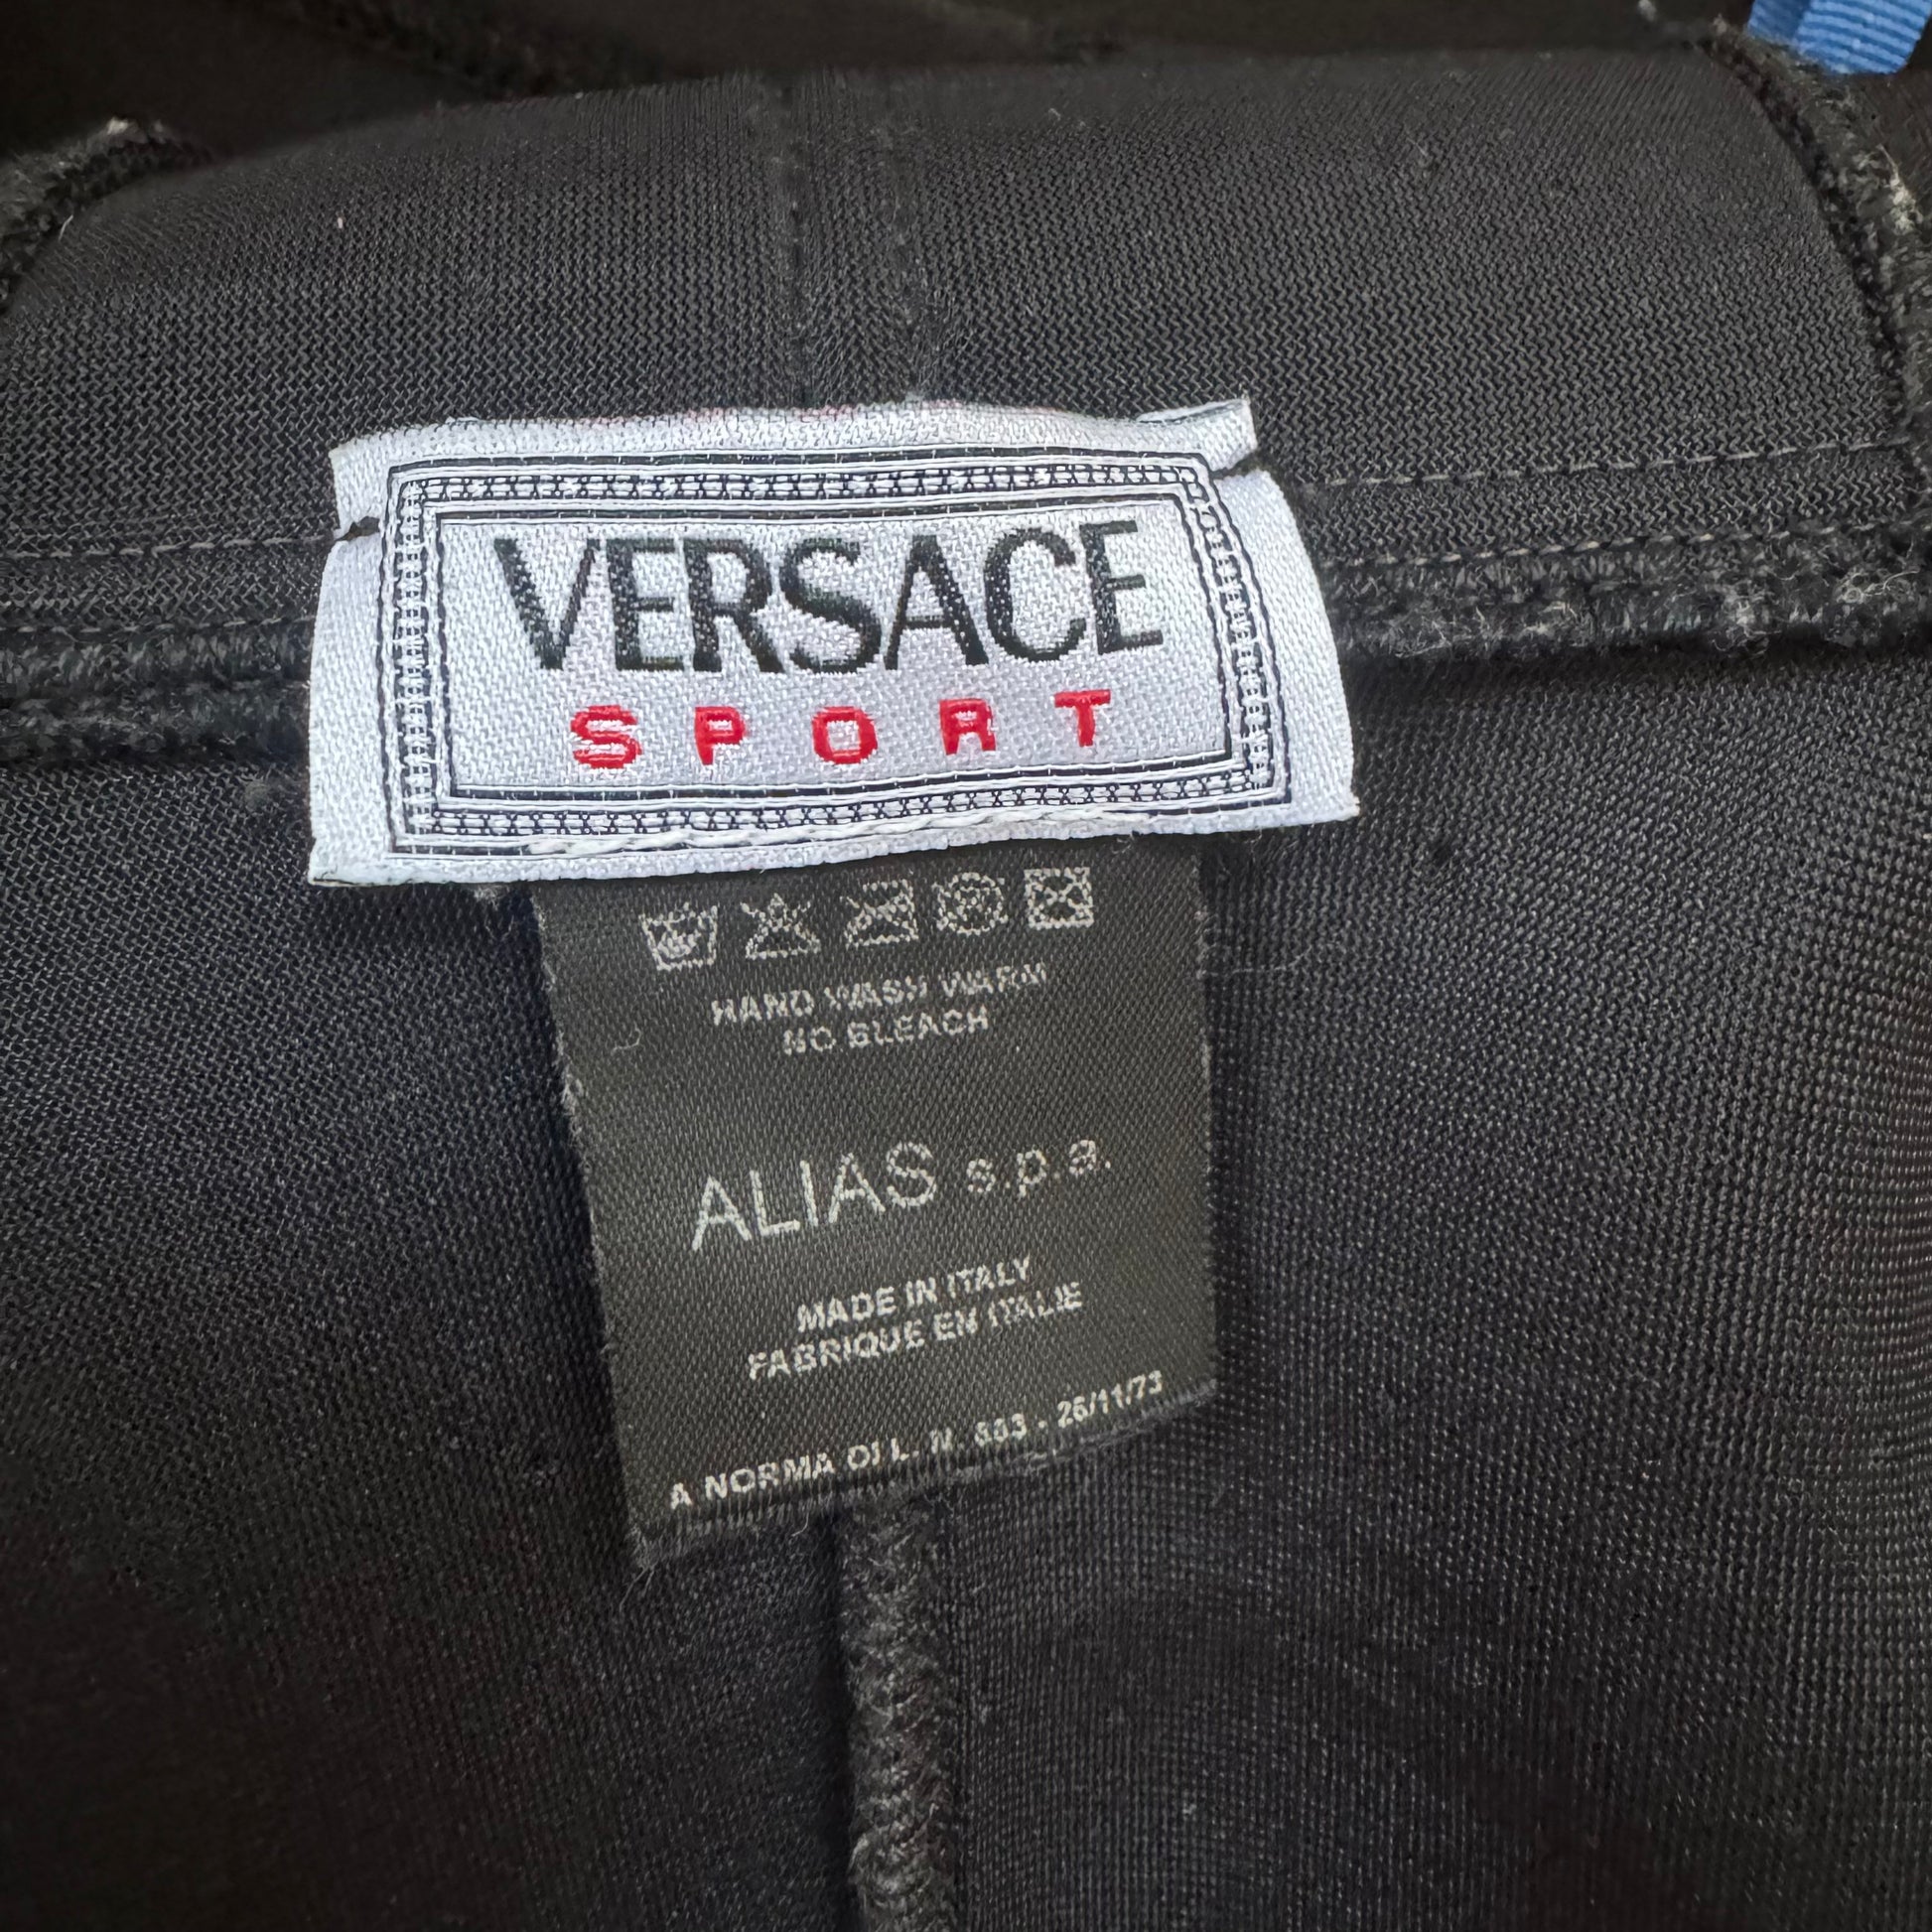 VERSACE
SPORT
HAND WASH WARM
NO BLEACH
ALIAS s.p.a.
MADE IN ITALY
FABRIQUE EN ITALIE
A NORMA DI L. N. 883 - 26/11/73